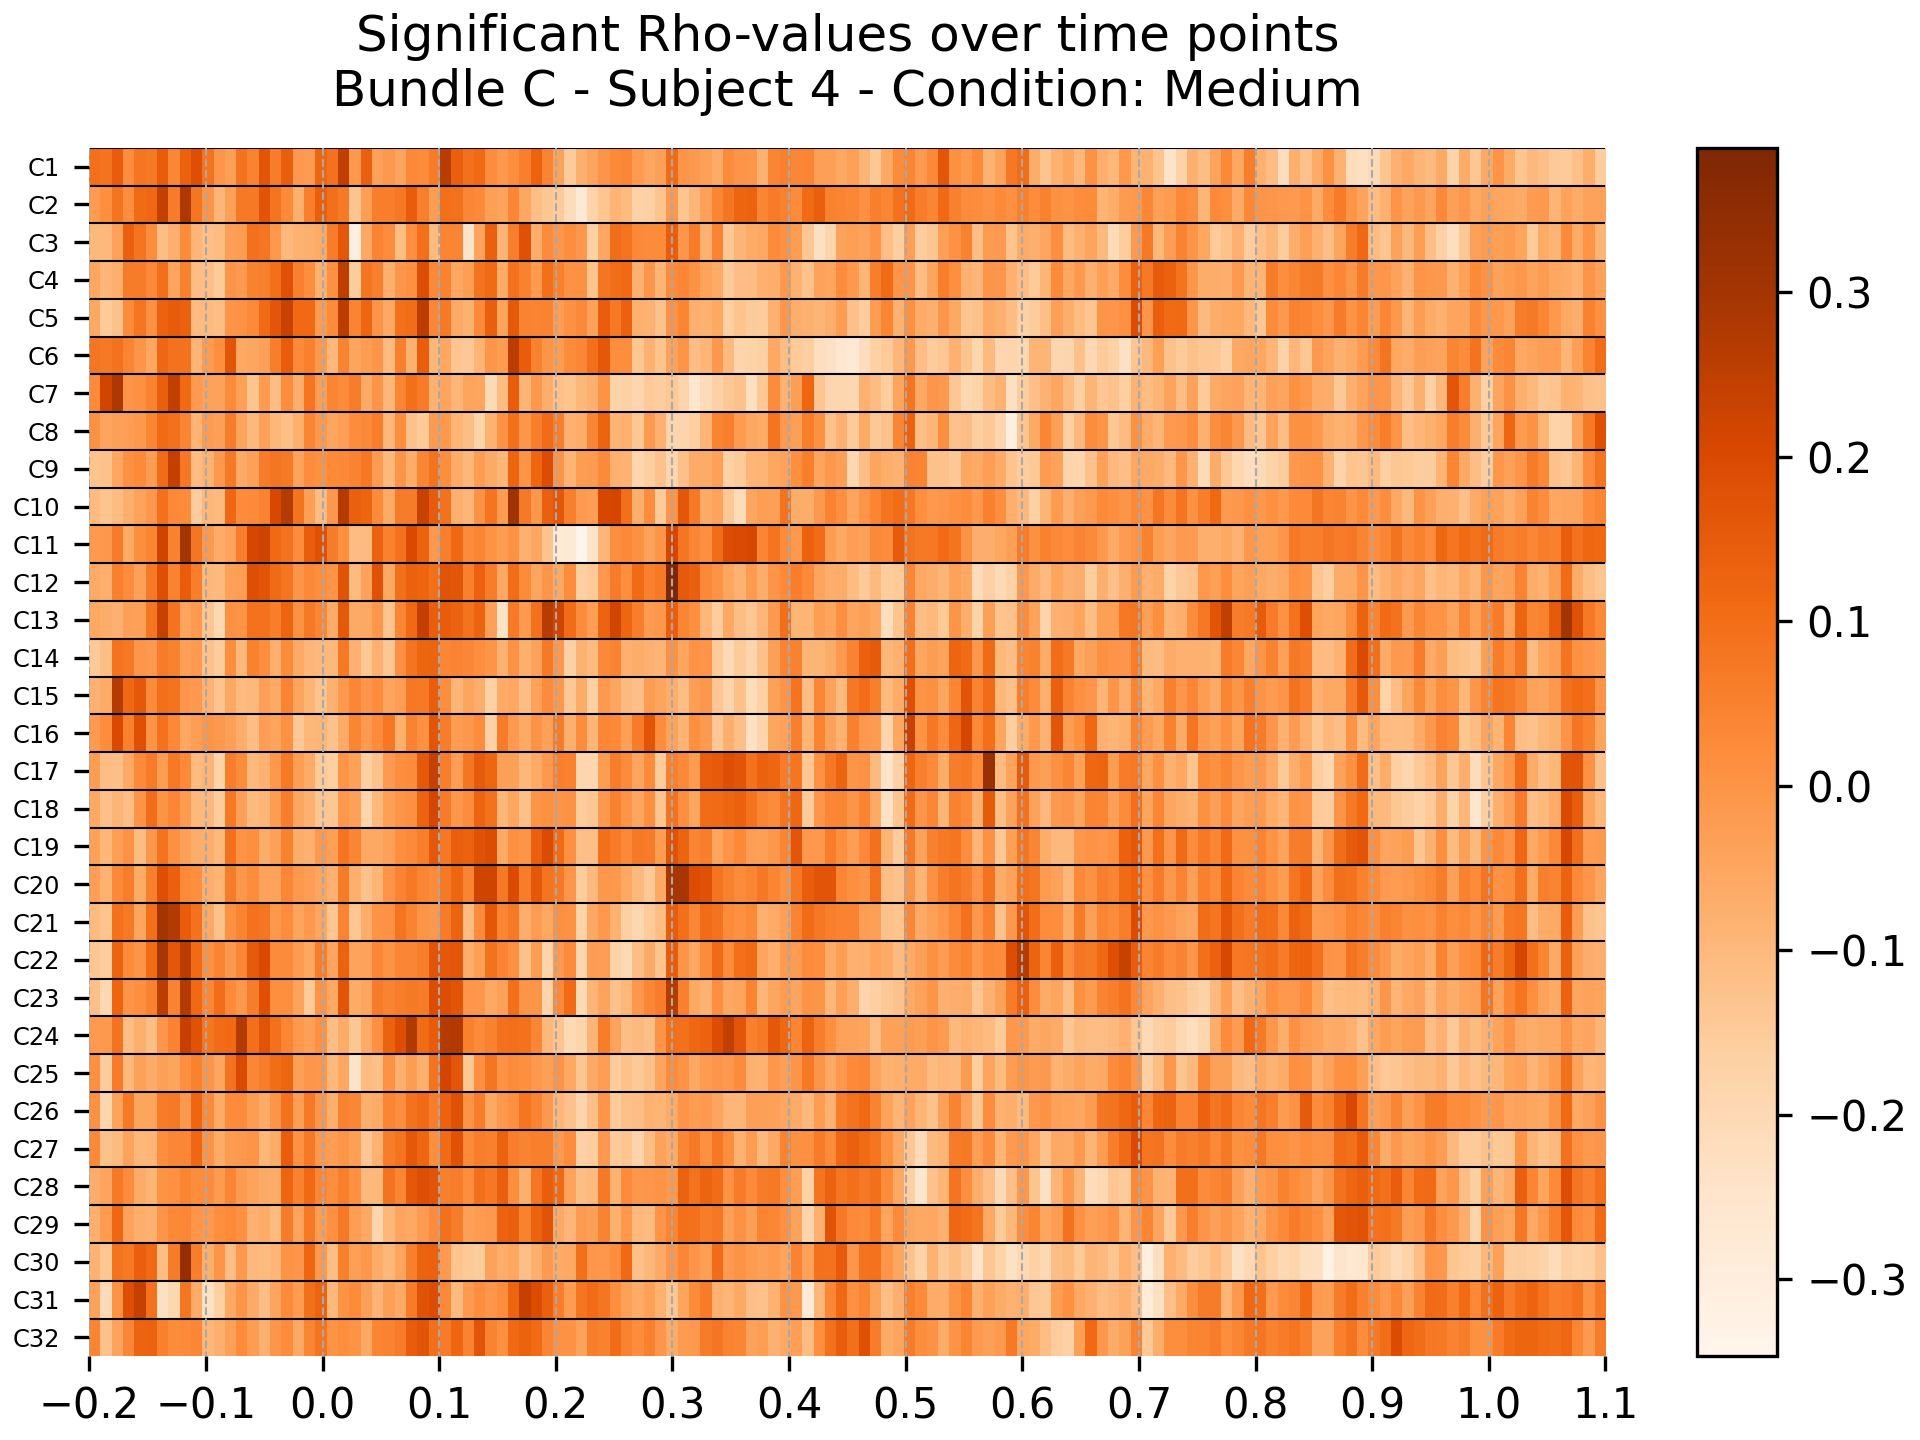 Significant Rho-values over time points
Bundle C - Subject 4 - Condition: Medium
C1
C2
C3
C4
C5
C6
C7
C8
C9
C10
C11
C12
C13
C14
C15
C16
C17
C18
C19
C20
C21
C22
C23
C24
C25
C26
C27
C28
C29
C30
C31
C32
−0.2 −0.1 0.0 0.1 0.2 0.3 0.4 0.5 0.6 0.7 0.8 0.9 1.0 1.1
0.3
0.2
0.1
0.0
−0.1
−0.2
−0.3